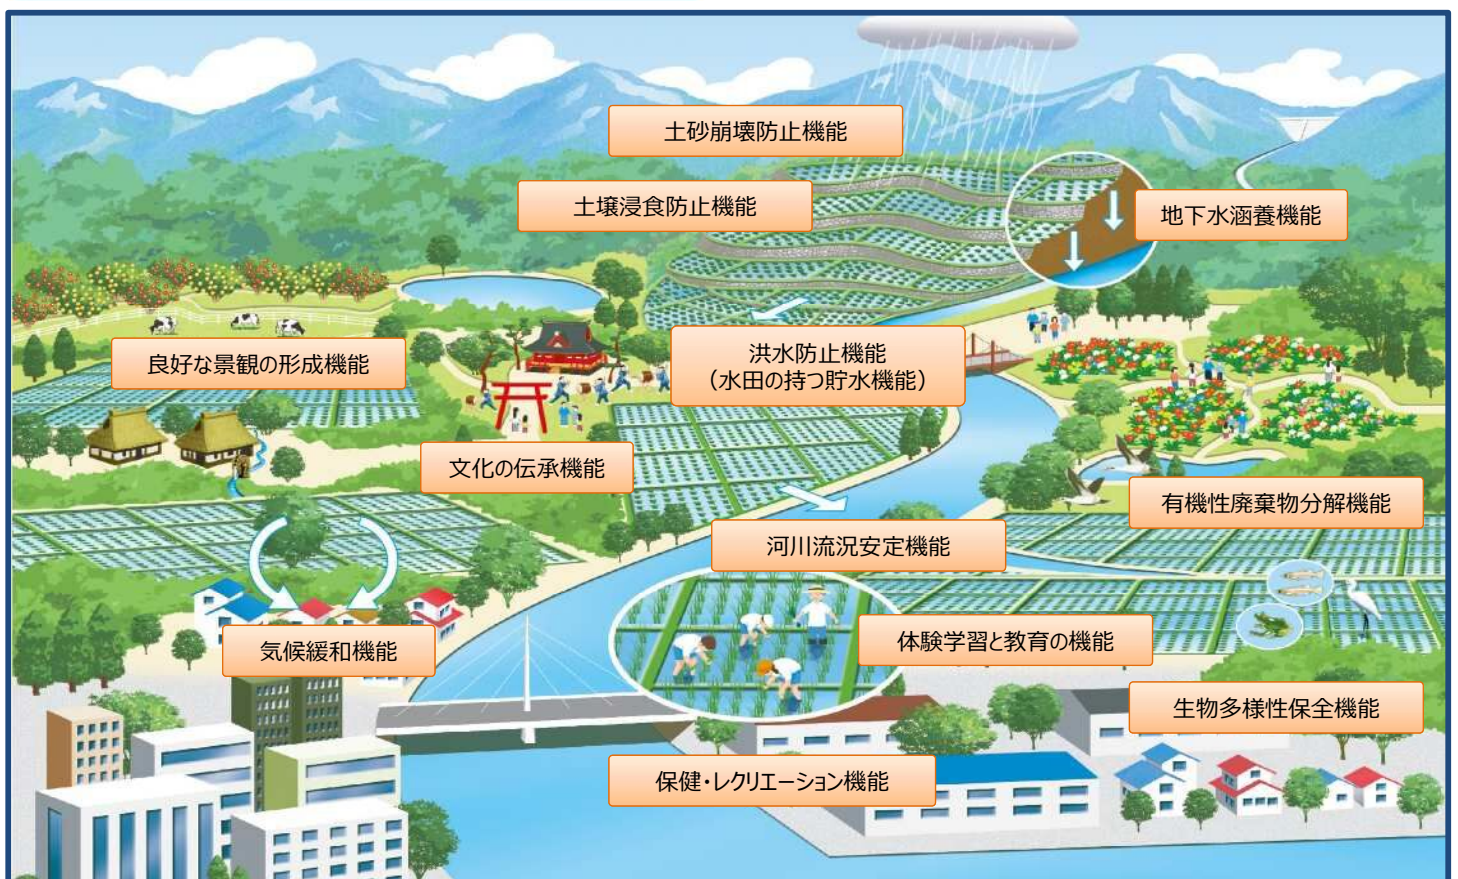 土砂崩壊防止機能
土壌浸食防止機能
地下水涵養機能
洪水防止機能
（水田の持つ貯水機能）
良好な景観の形成機能
文化の伝承機能
有機性廃棄物分解機能
河川流況安定機能
気候緩和機能
体験学習と教育の機能
生物多様性保全機能
保健・レクリエーション機能